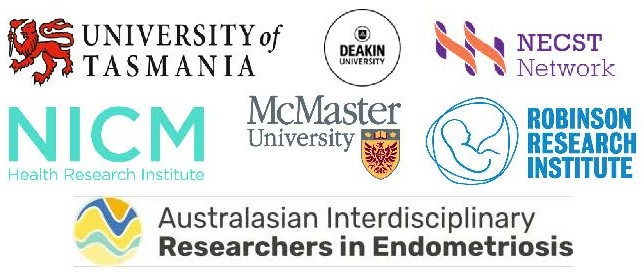 UNIVERSITY of
TASMANIA
DEAKIN
UNIVERSITY
NECST
Network
NICM
Health Research Institute
McMaster
University
ROBINSON
RESEARCH
INSTITUTE
Australasian Interdisciplinary
Researchers in Endometriosis